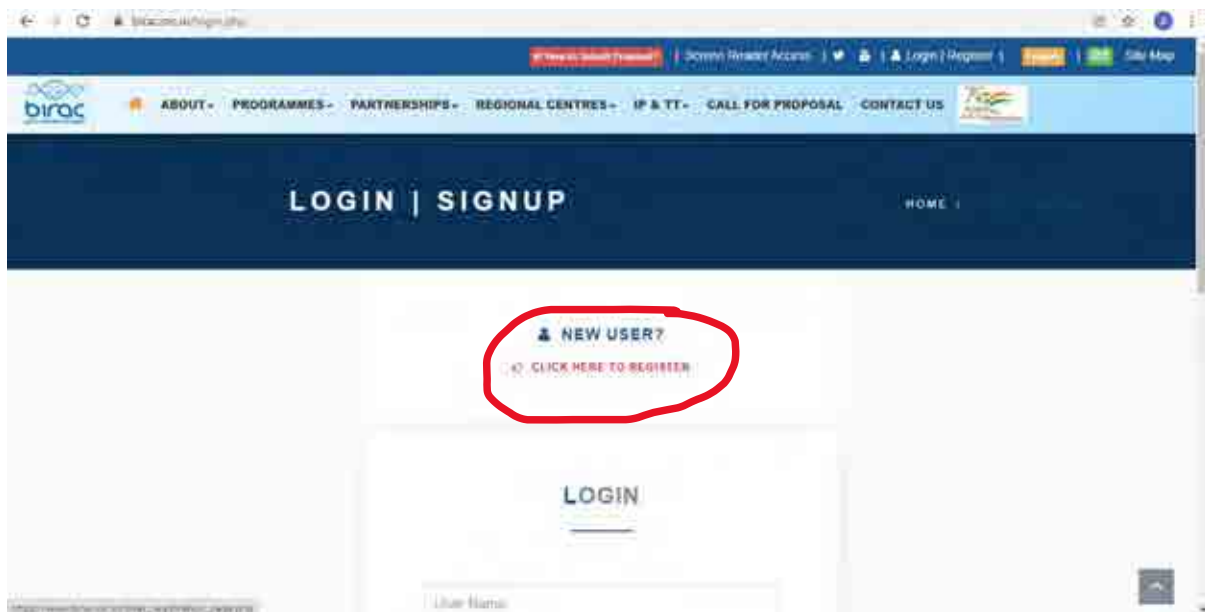 Screen Reader Access | | Login | Register | Site Map
birac
ABOUT PROGRAMMES PARTNERSHIPS REGIONAL CENTRES IP & TT CALL FOR PROPOSAL CONTACT US
LOGIN | SIGNUP
HOME
NEW USER?
CLICK HERE TO REGISTER
LOGIN
User Name